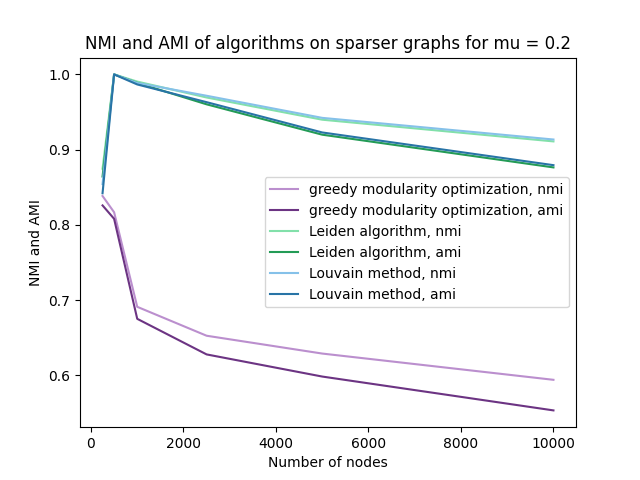 NMI and AMI of algorithms on sparser graphs for mu = 0.2
1.0
0.9
0.8
0.7
0.6
NMI and AMI
greedy modularity optimization, nmi
greedy modularity optimization, ami
Leiden algorithm, nmi
Leiden algorithm, ami
Louvain method, nmi
Louvain method, ami
0 2000 4000 6000 8000 10000
Number of nodes